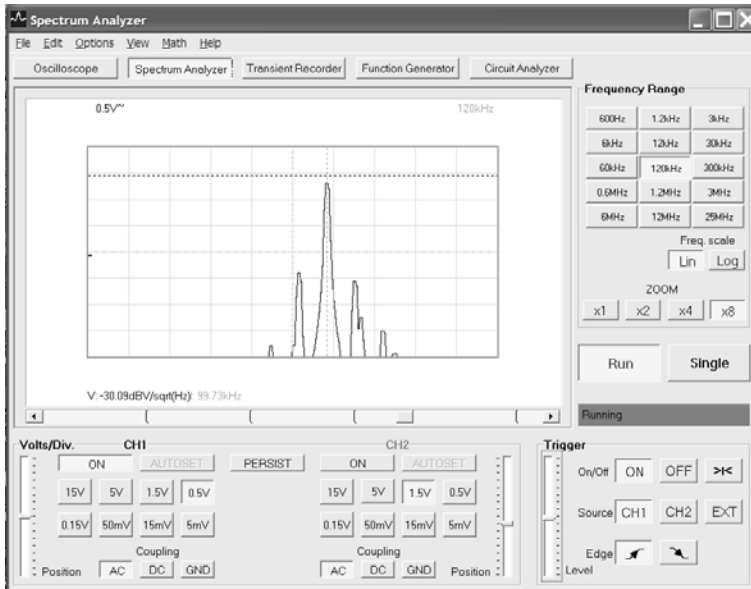 Spectrum Analyzer
File Edit Options View Math Help
Oscilloscope Spectrum Analyzer Transient Recorder Function Generator Circuit Analyzer
0.5V~ 120kHz
V: -30.09dBV/sqrt(Hz) 99.73kHz
Frequency Range
600Hz 1.2kHz 3kHz
6kHz 12kHz 30kHz
60kHz 120kHz 300kHz
0.6MHz 1.2MHz 3MHz
6MHz 12MHz 25MHz
Freq. scale
Lin Log
ZOOM
x1 x2 x4 x8
Run Single
Running
Volts/Div. CH1 CH2
ON AUTOSET PERSIST ON AUTOSET
15V 5V 1.5V 0.5V 15V 5V 1.5V 0.5V
0.15V 50mV 15mV 5mV 0.15V 50mV 15mV 5mV
Coupling Coupling
Position AC DC GND AC DC GND Position
Trigger
On/Off ON OFF
Source CH1 CH2 EXT
Edge
Level